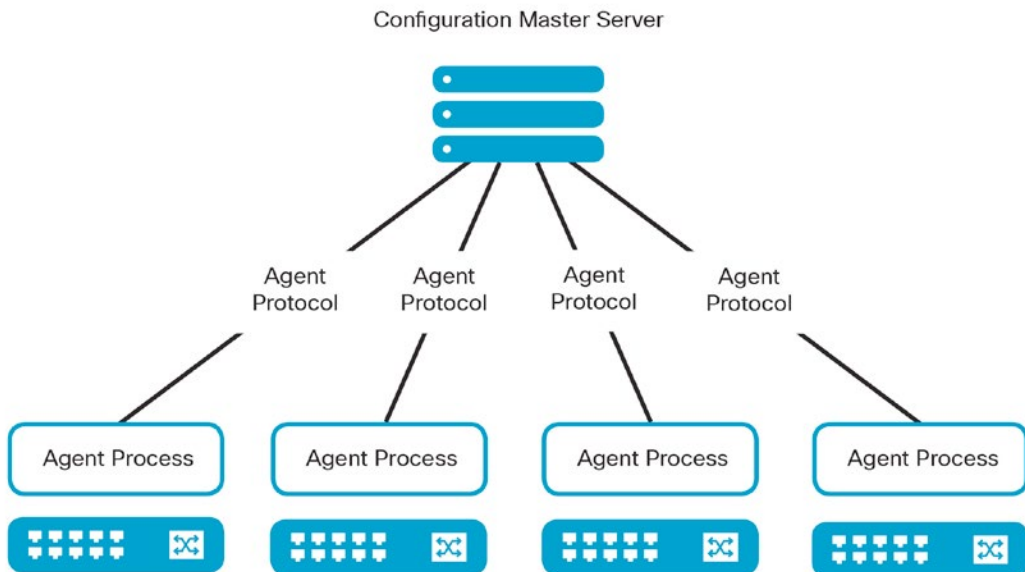 Configuration Master Server
Agent
Protocol
Agent
Protocol
Agent
Protocol
Agent
Protocol
Agent Process
Agent Process
Agent Process
Agent Process